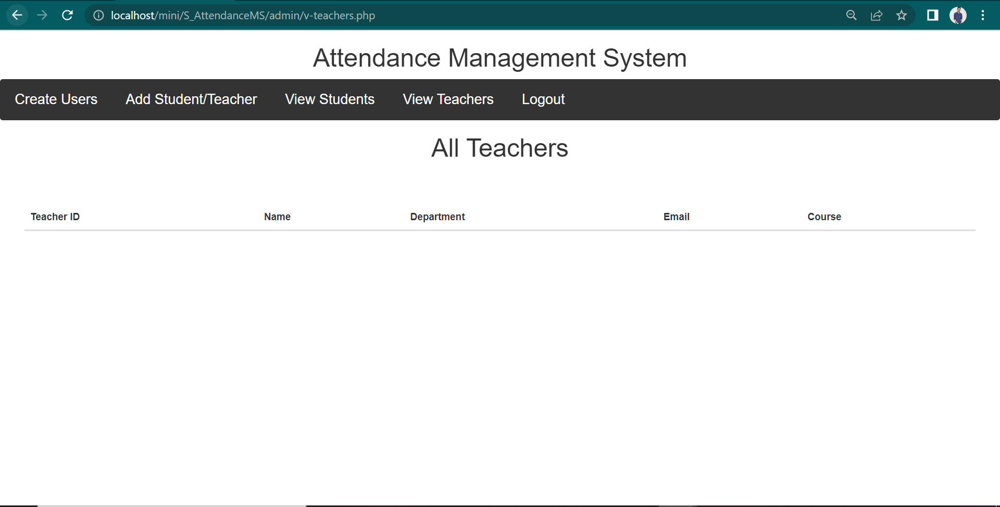 localhost/mini/S_AttendanceMS/admin/v-teachers.php
Attendance Management System
Create Users Add Student/Teacher View Students View Teachers Logout
All Teachers
Teacher ID Name Department Email Course